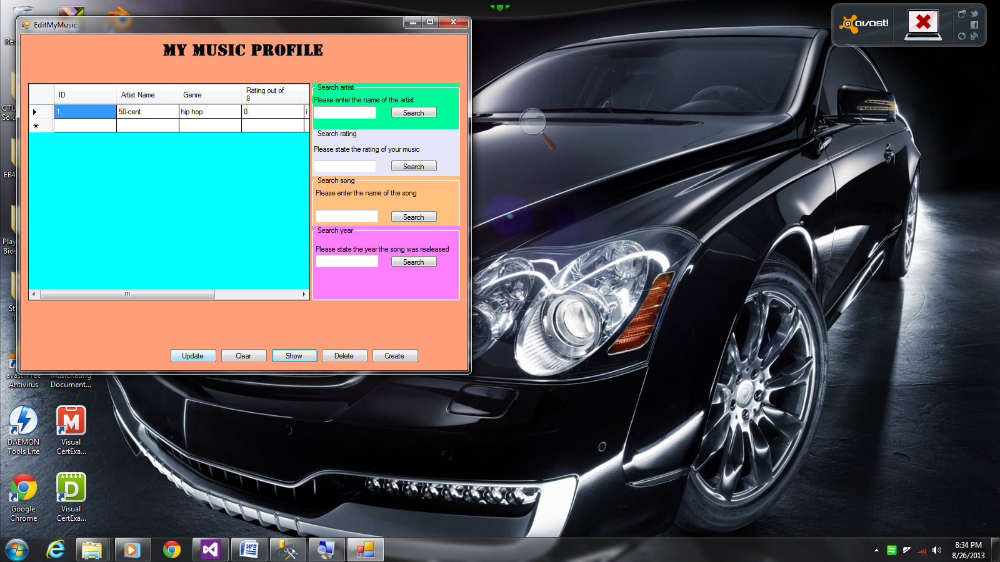 EditMyMusic
MY MUSIC PROFILE
ID
Artist Name
Genre
Rating out of
8
1
50-cent
hip hop
0
i
Search artist
Please enter the name of the artist
Search
Search rating
Please state the rating of your music
Search
Search song
Please enter the name of the song
Search
Search year
Please state the year the song was realeased
Search
Update
Clear
Show
Delete
Create
avast!
Rec
CTU
Solu
EB4
Play
Bios
St
T
avast! Free
Antivirus
MusicRating
Document...
DAEMON
Tools Lite
Visual
CertExa...
Google
Chrome
Visual
CertExa...
8:34 PM
8/26/2013